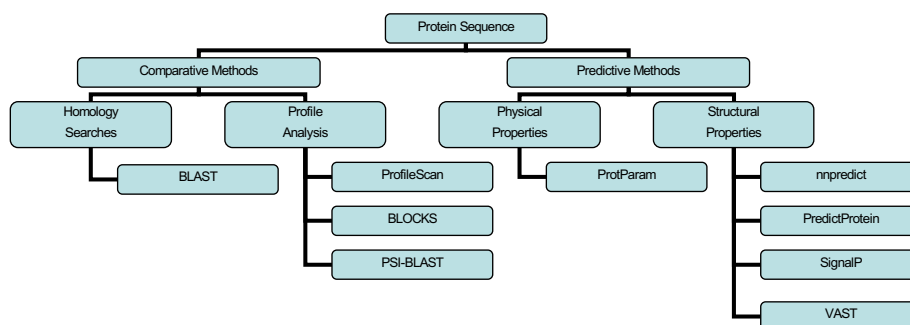 Protein Sequence
Comparative Methods
Predictive Methods
Homology
Searches
Profile
Analysis
Physical
Properties
Structural
Properties
BLAST
ProfileScan
BLOCKS
PSI-BLAST
ProtParam
nnpredict
PredictProtein
SignalP
VAST